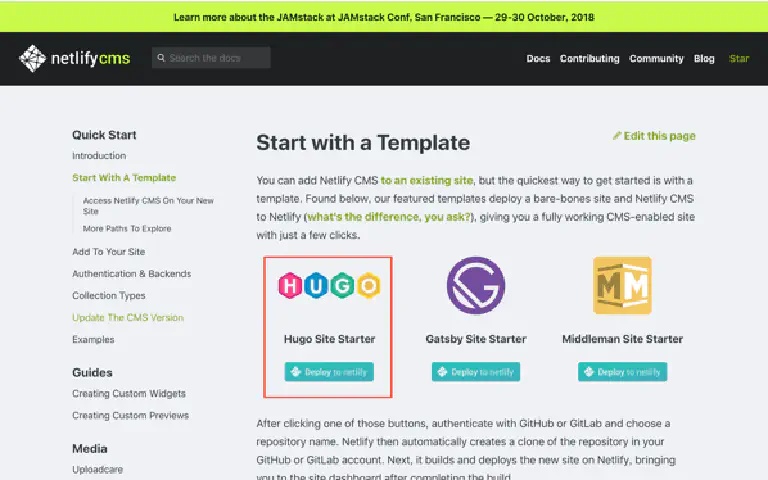 Learn more about the JAMstack at JAMstack Conf, San Francisco — 29-30 October, 2018
netlifycms
Search the docs
Docs Contributing Community Blog Star
Quick Start
Introduction
Start With A Template
Access Netlify CMS On Your New
Site
More Paths To Explore
Add To Your Site
Authentication & Backends
Collection Types
Update The CMS Version
Examples
Guides
Creating Custom Widgets
Creating Custom Previews
Media
Uploadcare
Start with a Template
Edit this page
You can add Netlify CMS to an existing site, but the quickest way to get started is with a
template. Found below, our featured templates deploy a bare-bones site and Netlify CMS
to Netlify (what's the difference, you ask?), giving you a fully working CMS-enabled site
with just a few clicks.
HUGO
G
MM
Hugo Site Starter
Gatsby Site Starter
Middleman Site Starter
Deploy to netlify
Deploy to netlify
Deploy to netlify
After clicking one of those buttons, authenticate with GitHub or GitLab and choose a
repository name. Netlify then automatically creates a clone of the repository in your
GitHub or GitLab account. Next, it builds and deploys the new site on Netlify, bringing
you to the site dashboard after completing the build.